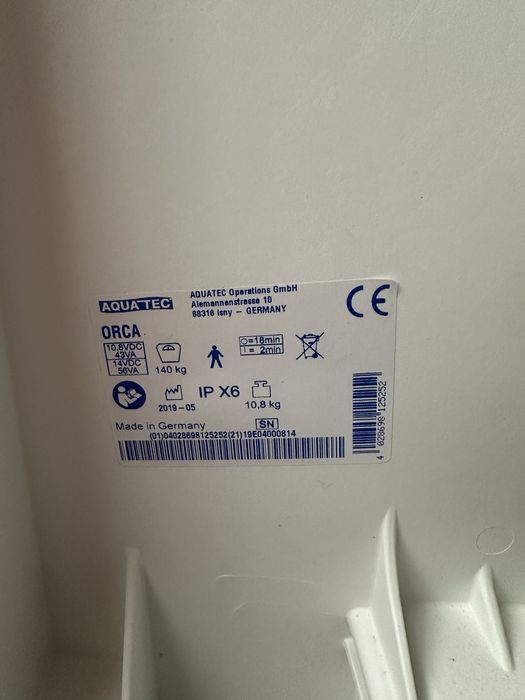 AQUATEC
AQUATEC Operations GmbH
Alemannenstrasse 10
88316 Isny – GERMANY
CE
ORCA
10.8VDC
43VA
14VDC
56VA
140 kg
O=18min
I = 2min
2019-05
IP X6
10,8 kg
Made in Germany
SN
(01)04028698125252(21)19E04000814
4 028698 125252